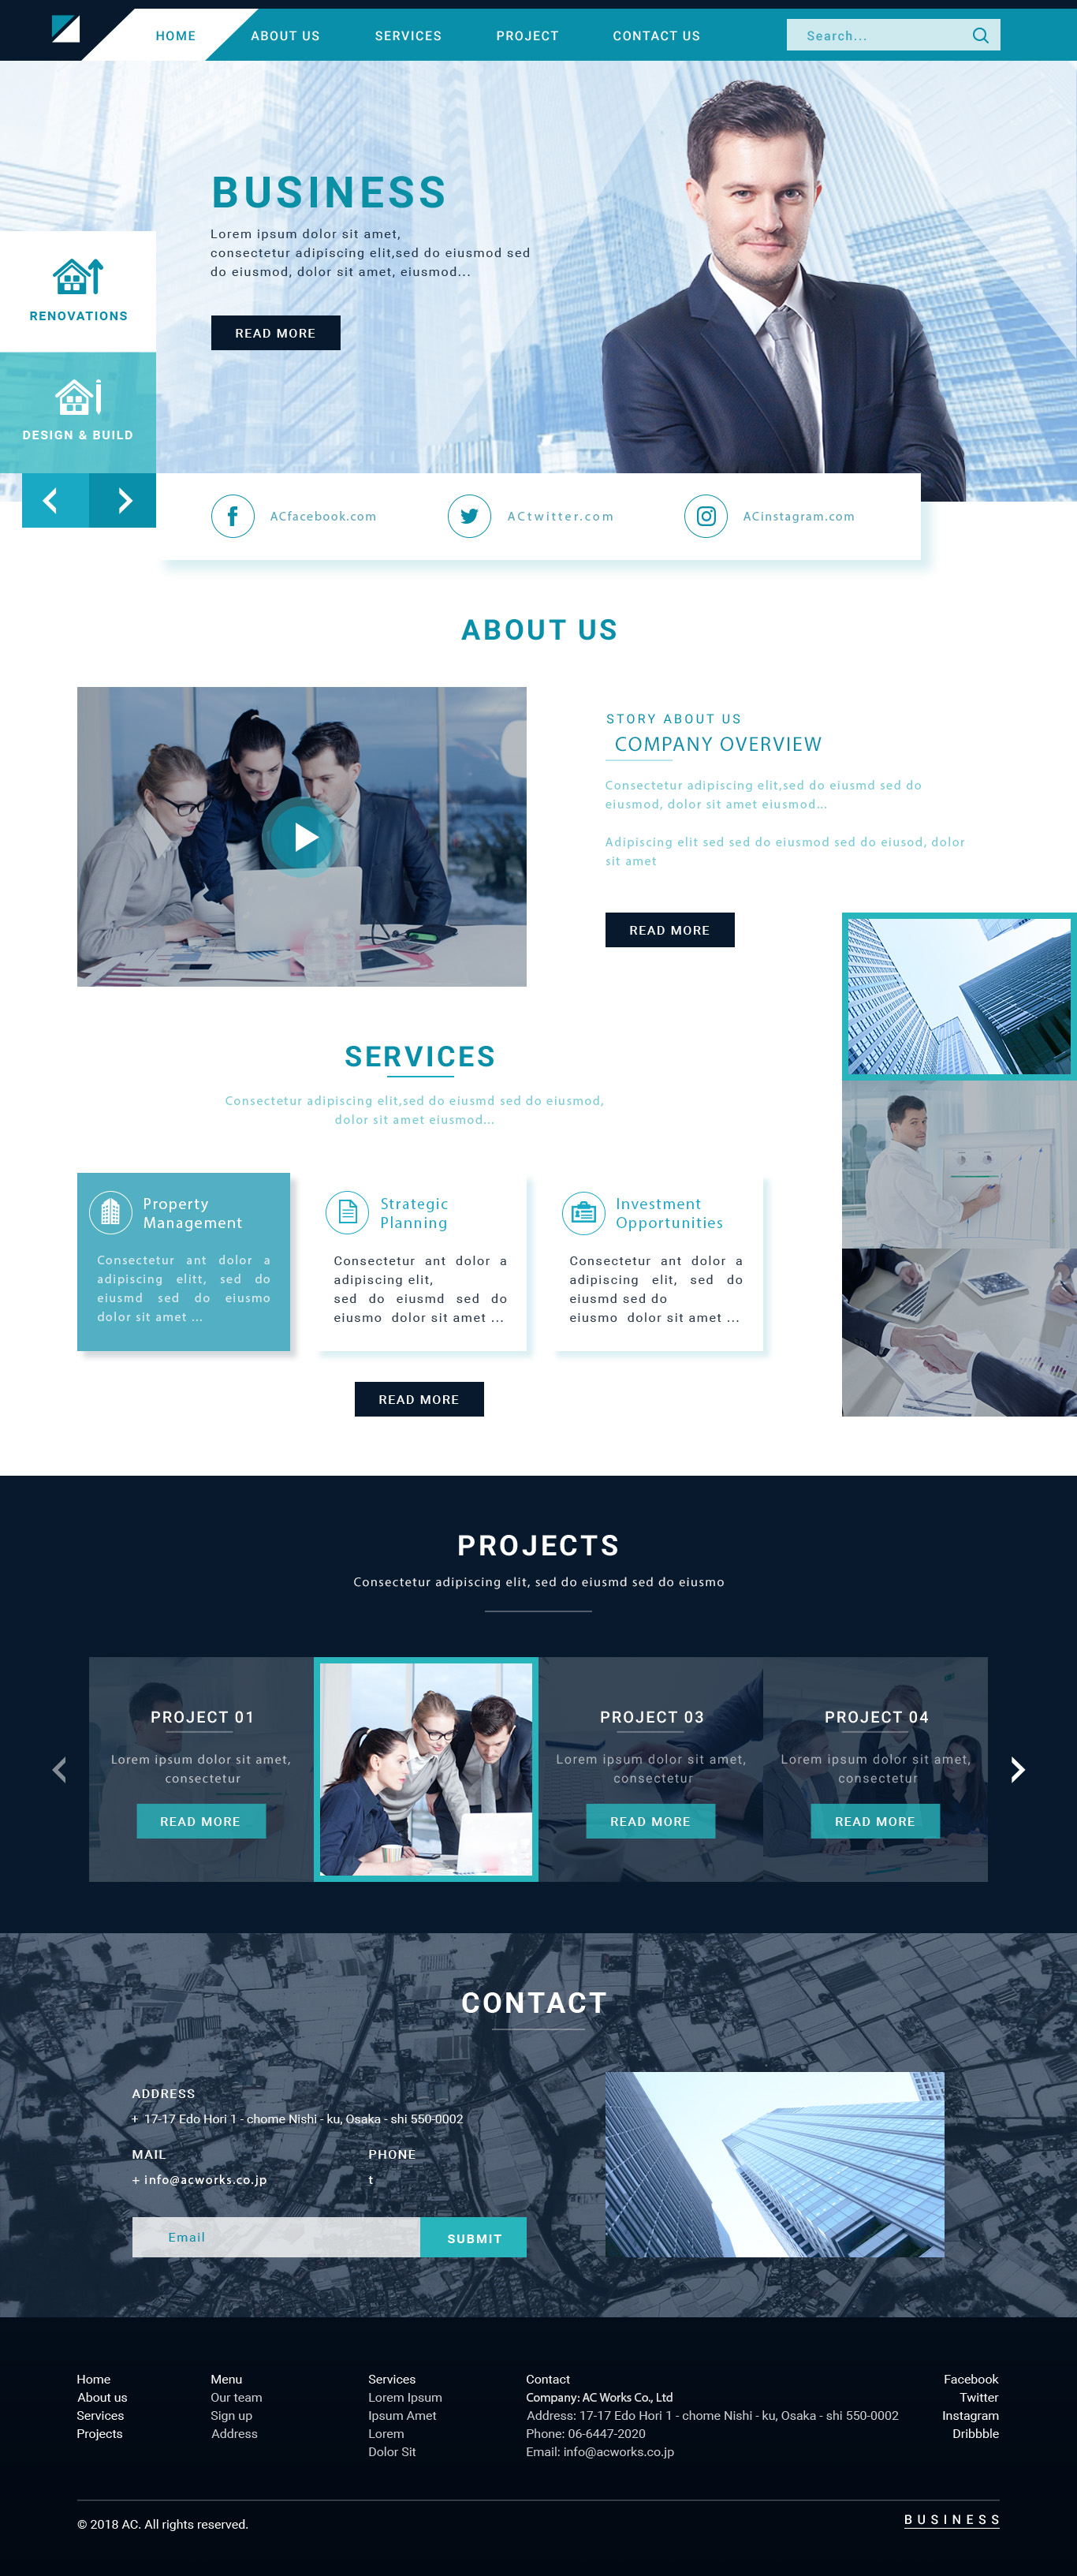 HOME
ABOUT US
SERVICES
PROJECT
CONTACT US
Search...
BUSINESS
Lorem ipsum dolor sit amet,
consectetur adipiscing elit,sed do eiusmod sed
do eiusmod, dolor sit amet, eiusmod...
READ MORE
RENOVATIONS
DESIGN & BUILD
ACfacebook.com
ACtwitter.com
ACinstagram.com
ABOUT US
STORY ABOUT US
COMPANY OVERVIEW
Consectetur adipiscing elit,sed do eiusmd sed do
eiusmod, dolor sit amet eiusmod...
Adipiscing elit sed sed do eiusmod sed do eiusod, dolor
sit amet
READ MORE
SERVICES
Consectetur adipiscing elit,sed do eiusmd sed do eiusmod,
dolor sit amet eiusmod...
Property
Management
Consectetur ant dolor a
adipiscing elitt, sed do
eiusmd sed do eiusmo
dolor sit amet ...
Strategic
Planning
Consectetur ant dolor a
adipiscing elit,
sed do eiusmd sed do
eiusmo dolor sit amet ...
Investment
Opportunities
Consectetur ant dolor a
adipiscing elit, sed do
eiusmd sed do
eiusmo dolor sit amet ...
READ MORE
PROJECTS
Consectetur adipiscing elit, sed do eiusmd sed do eiusmo
PROJECT 01
Lorem ipsum dolor sit amet,
consectetur
READ MORE
PROJECT 03
Lorem ipsum dolor sit amet,
consectetur
READ MORE
PROJECT 04
Lorem ipsum dolor sit amet,
consectetur
READ MORE
CONTACT
ADDRESS
+ 17-17 Edo Hori 1 - chome Nishi - ku, Osaka - shi 550-0002
MAIL
+ info@acworks.co.jp
PHONE
t
Email
SUBMIT
Home
About us
Services
Projects
Menu
Our team
Sign up
Address
Services
Lorem Ipsum
Ipsum Amet
Lorem
Dolor Sit
Contact
Company: AC Works Co., Ltd
Address: 17-17 Edo Hori 1 - chome Nishi - ku, Osaka - shi 550-0002
Phone: 06-6447-2020
Email: info@acworks.co.jp
Facebook
Twitter
Instagram
Dribbble
© 2018 AC. All rights reserved.
BUSINESS